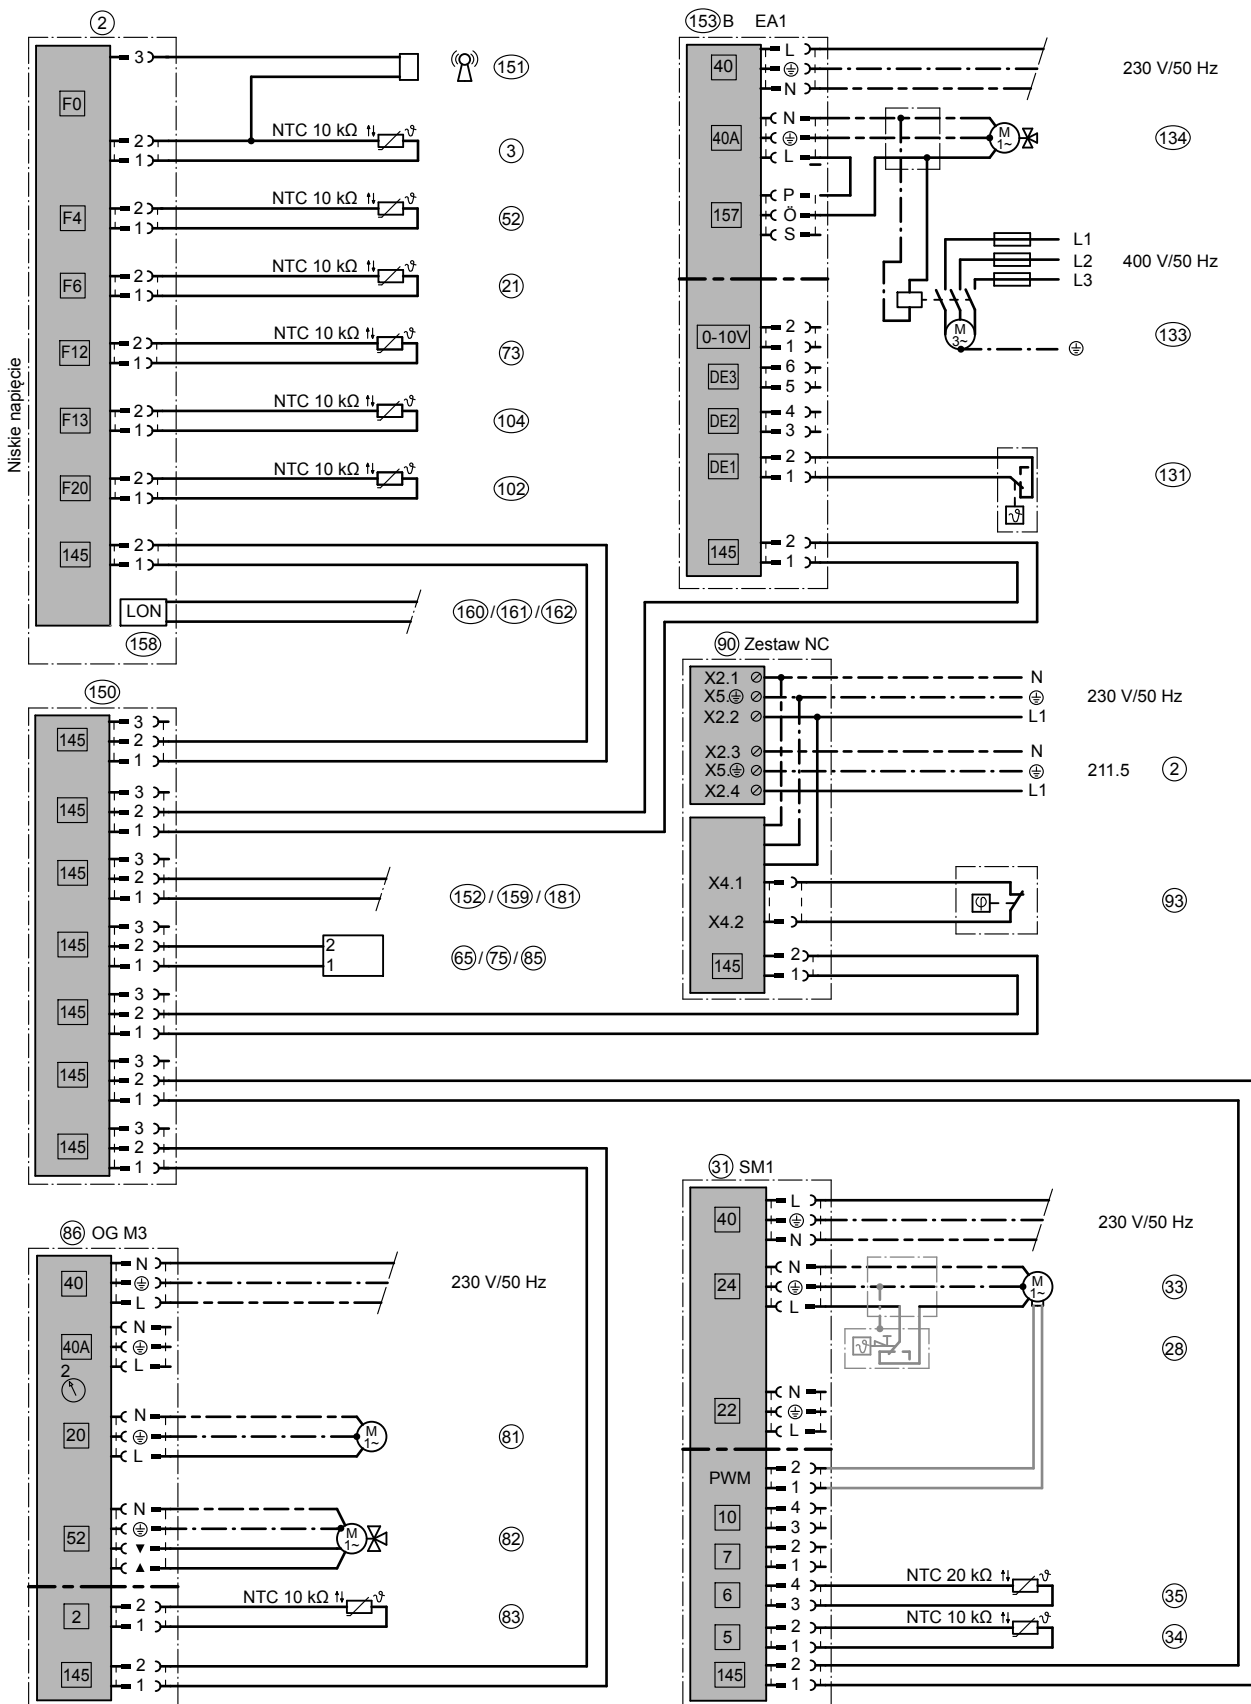 2
Niskie napięcie
3
151
F0
2
NTC 10 kΩ
ϑ
1
3
F4
2
NTC 10 kΩ
ϑ
1
52
F6
2
NTC 10 kΩ
ϑ
1
21
F12
2
NTC 10 kΩ
ϑ
1
73
F13
2
NTC 10 kΩ
ϑ
1
104
F20
2
NTC 10 kΩ
ϑ
1
102
145
2
1
LON
158
160 / 161 / 162
150
145
3
2
1
145
3
2
1
145
3
2
1
152 / 159 / 181
145
3
2
1
2
1
65 / 75 / 85
145
3
2
1
145
3
2
1
145
3
2
1
86 OG M3
40
N
L
230 V/50 Hz
40A
N
L
2
20
N
L
M
1~
81
52
N
▼
▲
M
1~
82
2
2
NTC 10 kΩ
ϑ
1
83
145
2
1
153 B EA1
40
L
N
230 V/50 Hz
40A
N
L
M
1~
134
157
P
Ö
S
L1
L2
L3
400 V/50 Hz
M
3~
133
0-10V
2
1
DE3
6
5
DE2
4
3
DE1
2
1
ϑ
131
145
2
1
90 Zestaw NC
X2.1
N
X5.
230 V/50 Hz
X2.2
L1
X2.3
N
X5.
211.5 2
X2.4
L1
X4.1
φ
93
X4.2
145
2
1
31 SM1
40
L
N
230 V/50 Hz
24
N
L
M
1~
33
ϑ
28
22
N
L
PWM
2
1
10
4
3
7
2
1
6
4
NTC 20 kΩ
ϑ
3
35
5
2
NTC 10 kΩ
ϑ
1
34
145
2
1